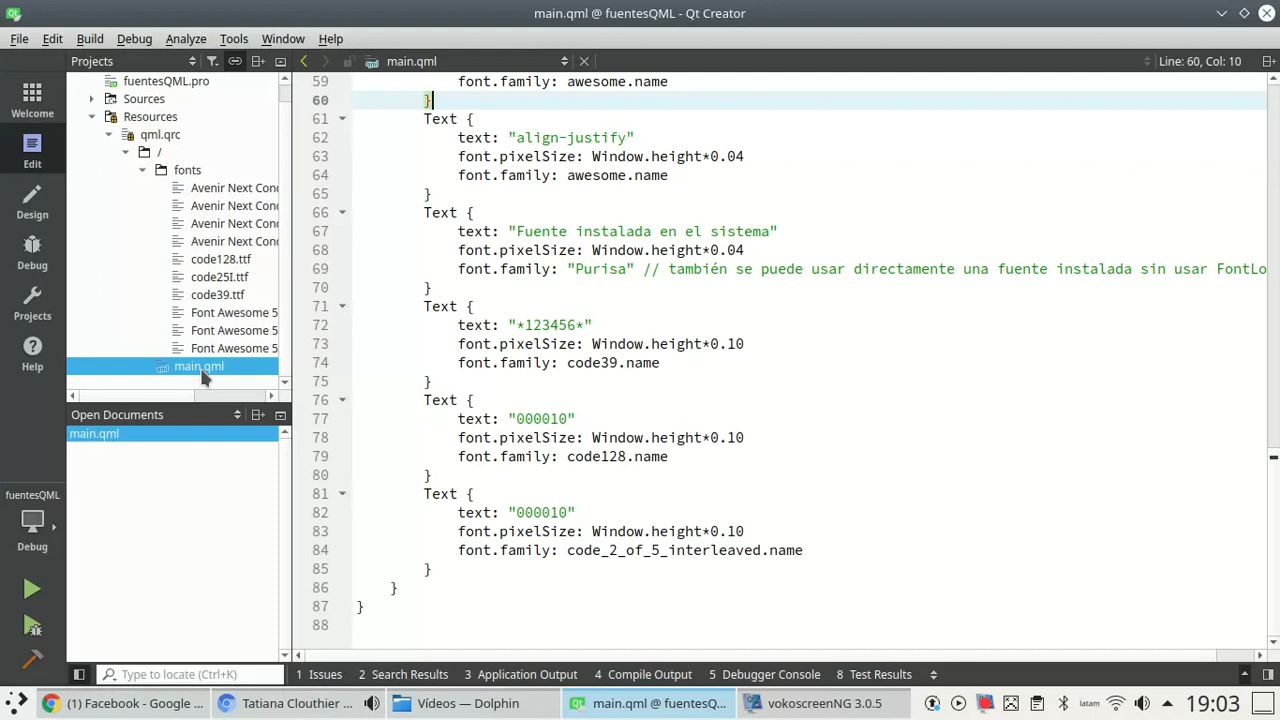 main.qml @ fuentesQML - Qt Creator
File Edit Build Debug Analyze Tools Window Help
Projects
main.qml
Line: 60, Col: 10
Welcome
Edit
Design
Debug
Projects
Help
fuentesQML.pro
Sources
Resources
qml.qrc
/
fonts
Avenir Next Con
Avenir Next Con
Avenir Next Con
Avenir Next Con
code128.ttf
code25I.ttf
code39.ttf
Font Awesome 5
Font Awesome 5
Font Awesome 5
main.qml
Open Documents
main.qml
fuentesQML
Debug
59 font.family: awesome.name
60 }
61 Text {
62 text: "align-justify"
63 font.pixelSize: Window.height*0.04
64 font.family: awesome.name
65 }
66 Text {
67 text: "Fuente instalada en el sistema"
68 font.pixelSize: Window.height*0.04
69 font.family: "Purisa" // también se puede usar directamente una fuente instalada sin usar FontLo
70 }
71 Text {
72 text: "*123456*"
73 font.pixelSize: Window.height*0.10
74 font.family: code39.name
75 }
76 Text {
77 text: "000010"
78 font.pixelSize: Window.height*0.10
79 font.family: code128.name
80 }
81 Text {
82 text: "000010"
83 font.pixelSize: Window.height*0.10
84 font.family: code_2_of_5_interleaved.name
85 }
86 }
87 }
88
Type to locate (Ctrl+K)
1 Issues 2 Search Results 3 Application Output 4 Compile Output 5 Debugger Console 8 Test Results
(1) Facebook - Google ...
Tatiana Clouthier ...
Vídeos — Dolphin
main.qml @ fuentesQ...
vokoscreenNG 3.0.5
latam
19:03